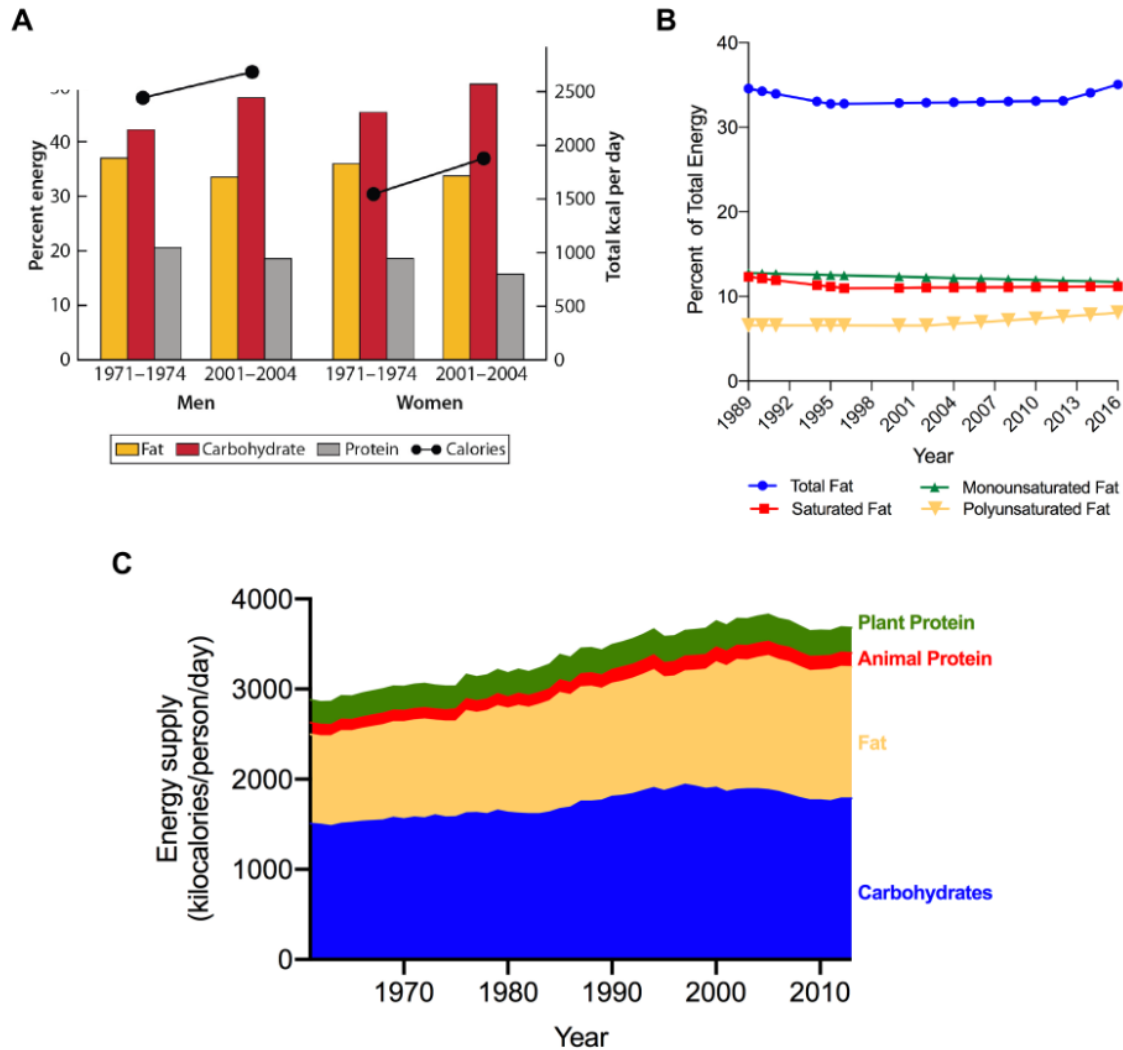 A
50
40
30
20
10
0
Percent energy
2500
2000
1500
1000
500
0
Total kcal per day
1971–1974 2001–2004 1971–1974 2001–2004
Men Women
Fat Carbohydrate Protein Calories
B
40
30
20
10
0
Percent of Total Energy
1989 1992 1995 1998 2001 2004 2007 2010 2013 2016
Year
Total Fat Monounsaturated Fat
Saturated Fat Polyunsaturated Fat
C
4000
3000
2000
1000
0
Energy supply
(kilocalories/person/day)
Plant Protein
Animal Protein
Fat
Carbohydrates
1970 1980 1990 2000 2010
Year